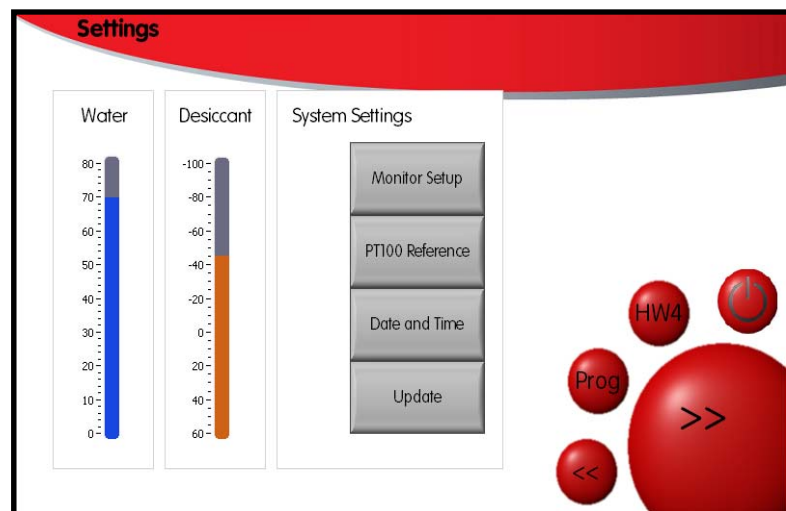 Settings
Water
Desiccant
System Settings
80
70
60
50
40
30
20
10
0
-100
-80
-60
-40
-20
0
20
40
60
Monitor Setup
PT100 Reference
Date and Time
Update
HW4
Prog
>>
<<